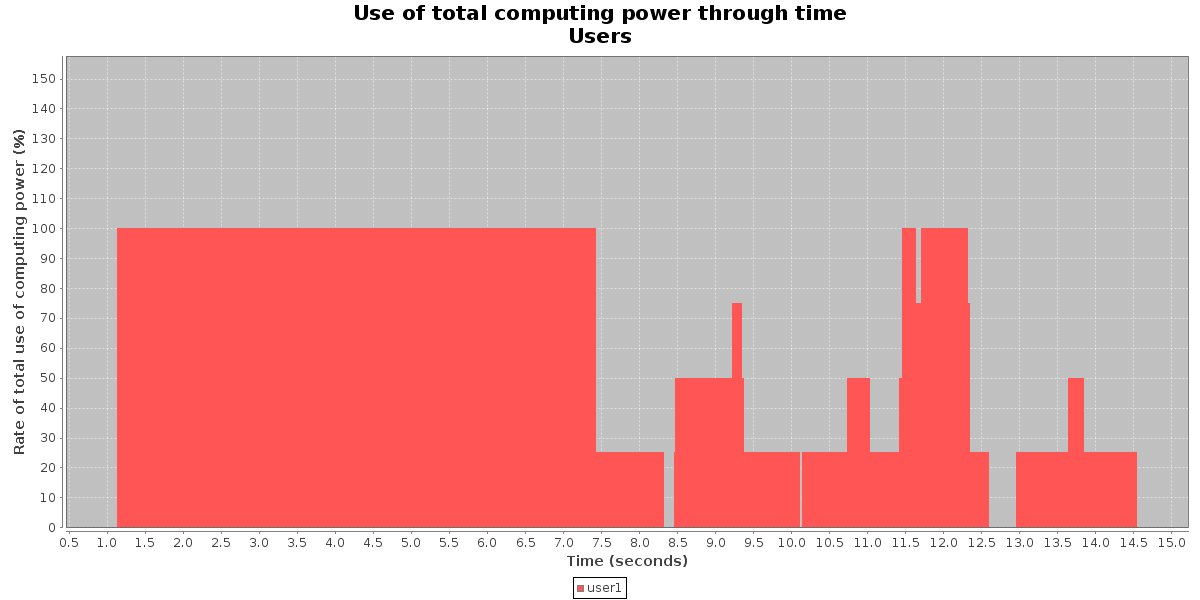 Use of total computing power through time
Users
Rate of total use of computing power (%)
150
140
130
120
110
100
90
80
70
60
50
40
30
20
10
0
0.5 1.0 1.5 2.0 2.5 3.0 3.5 4.0 4.5 5.0 5.5 6.0 6.5 7.0 7.5 8.0 8.5 9.0 9.5 10.0 10.5 11.0 11.5 12.0 12.5 13.0 13.5 14.0 14.5 15.0
Time (seconds)
user1